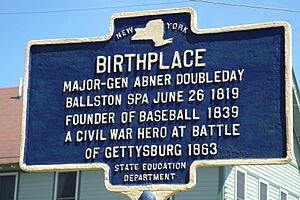 NEW YORK
BIRTHPLACE
MAJOR-GEN ABNER DOUBLEDAY
BALLSTON SPA JUNE 26 1819
FOUNDER OF BASEBALL 1839
A CIVIL WAR HERO AT BATTLE
OF GETTYSBURG 1863
STATE EDUCATION
DEPARTMENT